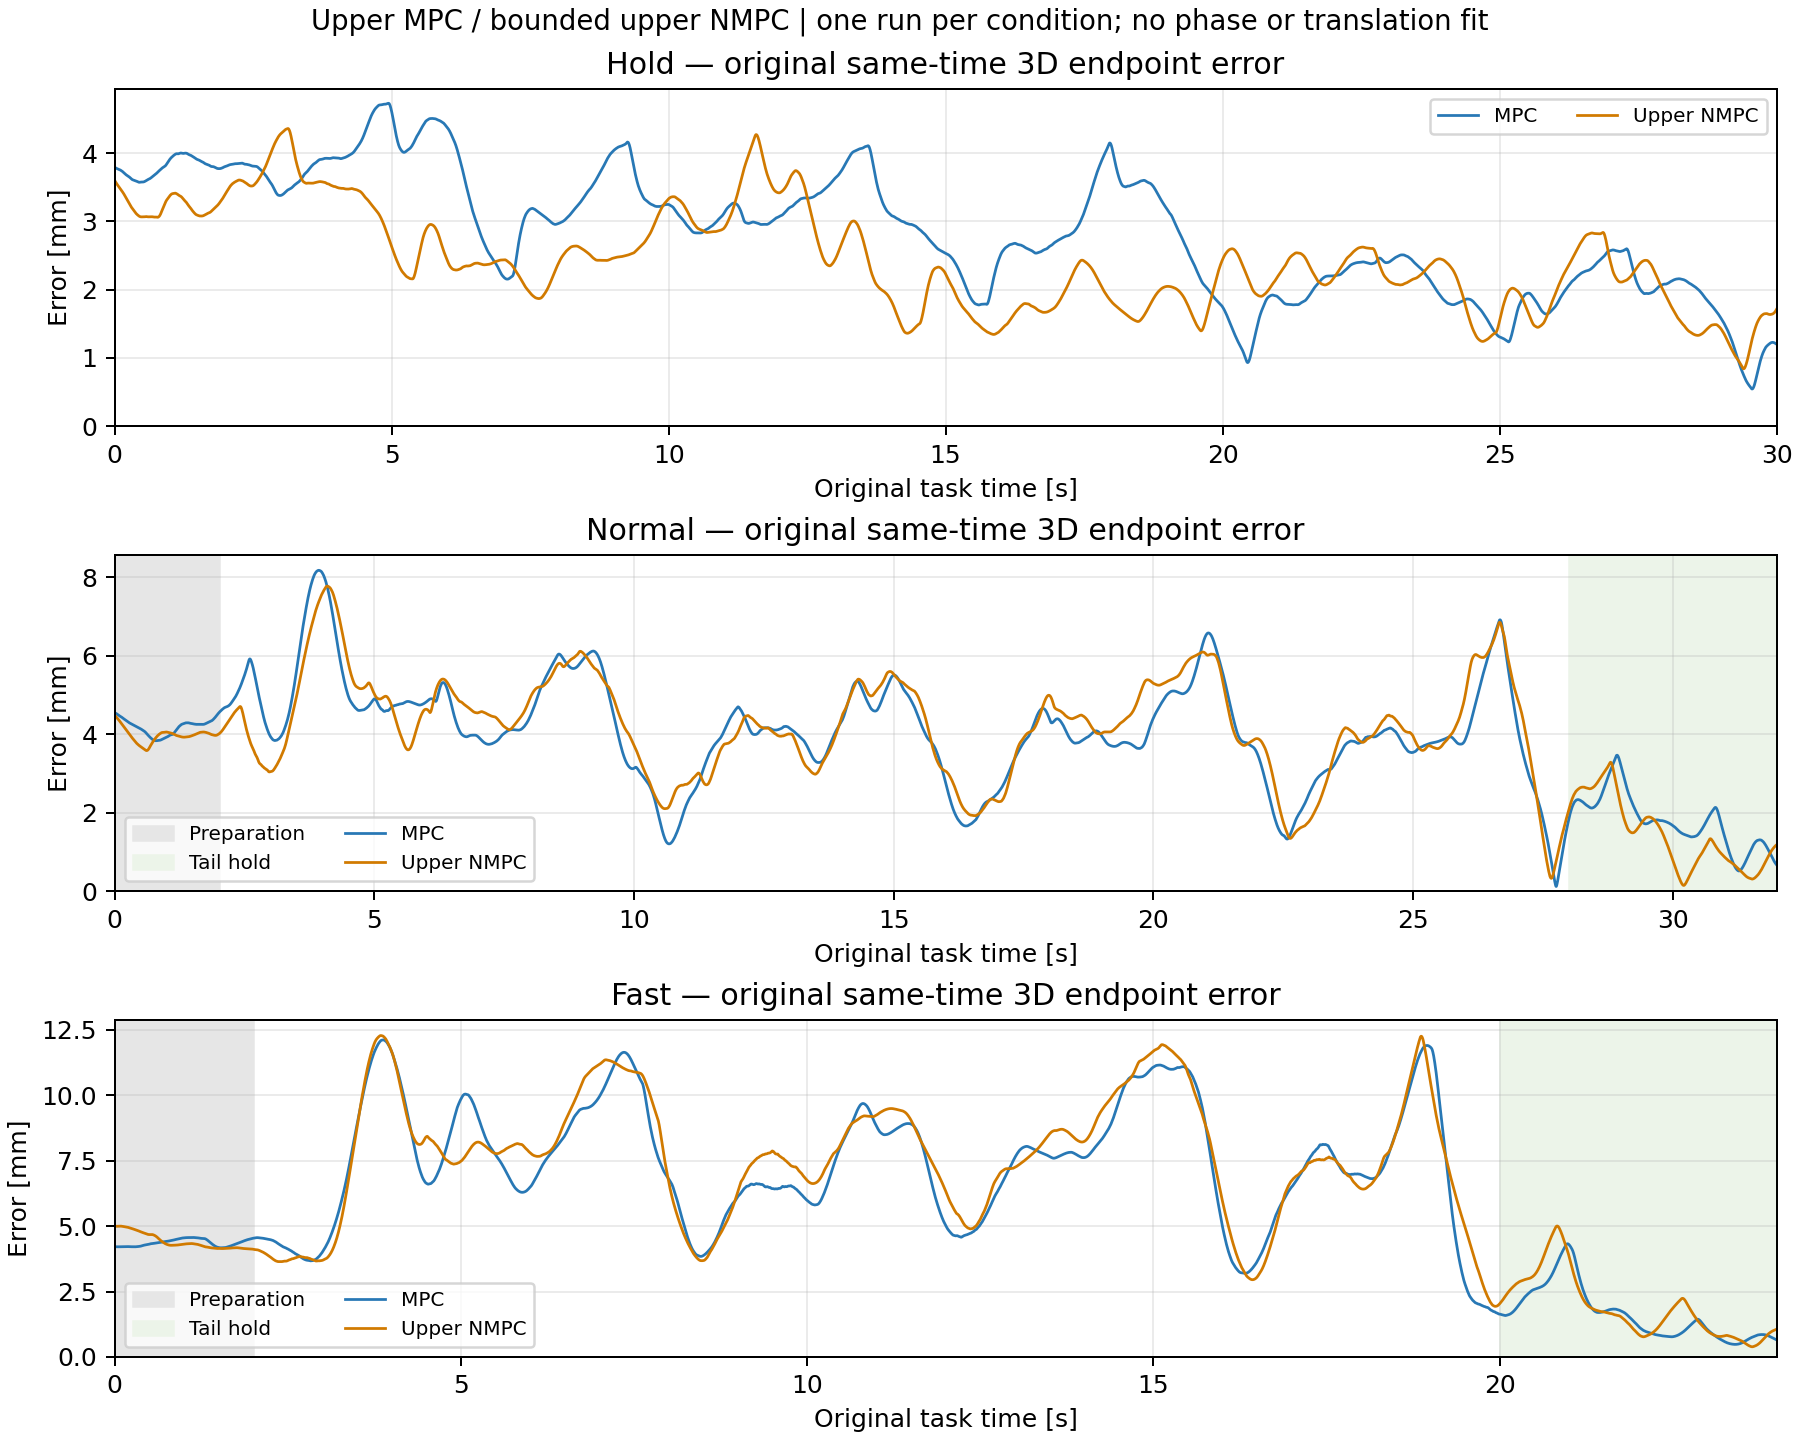 Upper MPC / bounded upper NMPC | one run per condition; no phase or translation fit
Hold — original same-time 3D endpoint error
MPC Upper NMPC
Error [mm]
4
3
2
1
0
0 5 10 15 20 25 30
Original task time [s]
Normal — original same-time 3D endpoint error
Error [mm]
8
6
4
2
0
Preparation MPC
Tail hold Upper NMPC
0 5 10 15 20 25 30
Original task time [s]
Fast — original same-time 3D endpoint error
Error [mm]
12.5
10.0
7.5
5.0
2.5
0.0
Preparation MPC
Tail hold Upper NMPC
0 5 10 15 20
Original task time [s]